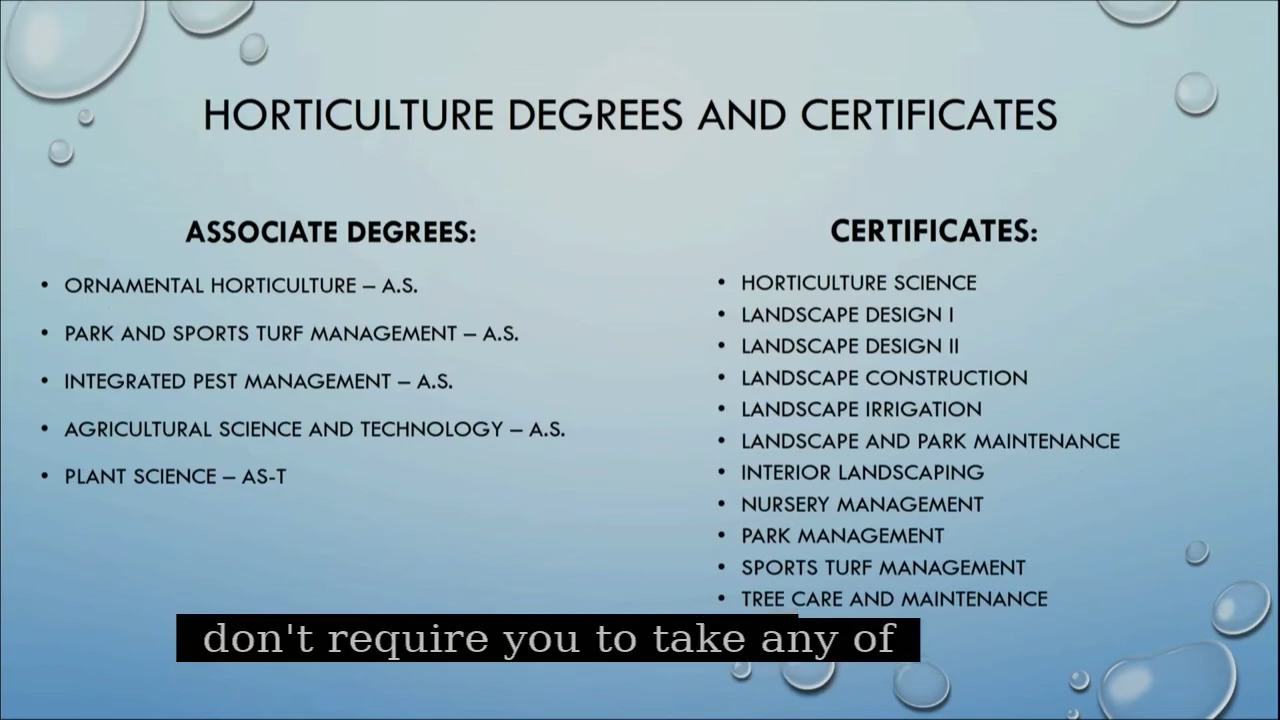 HORTICULTURE DEGREES AND CERTIFICATES
ASSOCIATE DEGREES:
• ORNAMENTAL HORTICULTURE – A.S.
• PARK AND SPORTS TURF MANAGEMENT – A.S.
• INTEGRATED PEST MANAGEMENT – A.S.
• AGRICULTURAL SCIENCE AND TECHNOLOGY – A.S.
• PLANT SCIENCE – AS-T
CERTIFICATES:
• HORTICULTURE SCIENCE
• LANDSCAPE DESIGN I
• LANDSCAPE DESIGN II
• LANDSCAPE CONSTRUCTION
• LANDSCAPE IRRIGATION
• LANDSCAPE AND PARK MAINTENANCE
• INTERIOR LANDSCAPING
• NURSERY MANAGEMENT
• PARK MANAGEMENT
• SPORTS TURF MANAGEMENT
• TREE CARE AND MAINTENANCE
don't require you to take any of